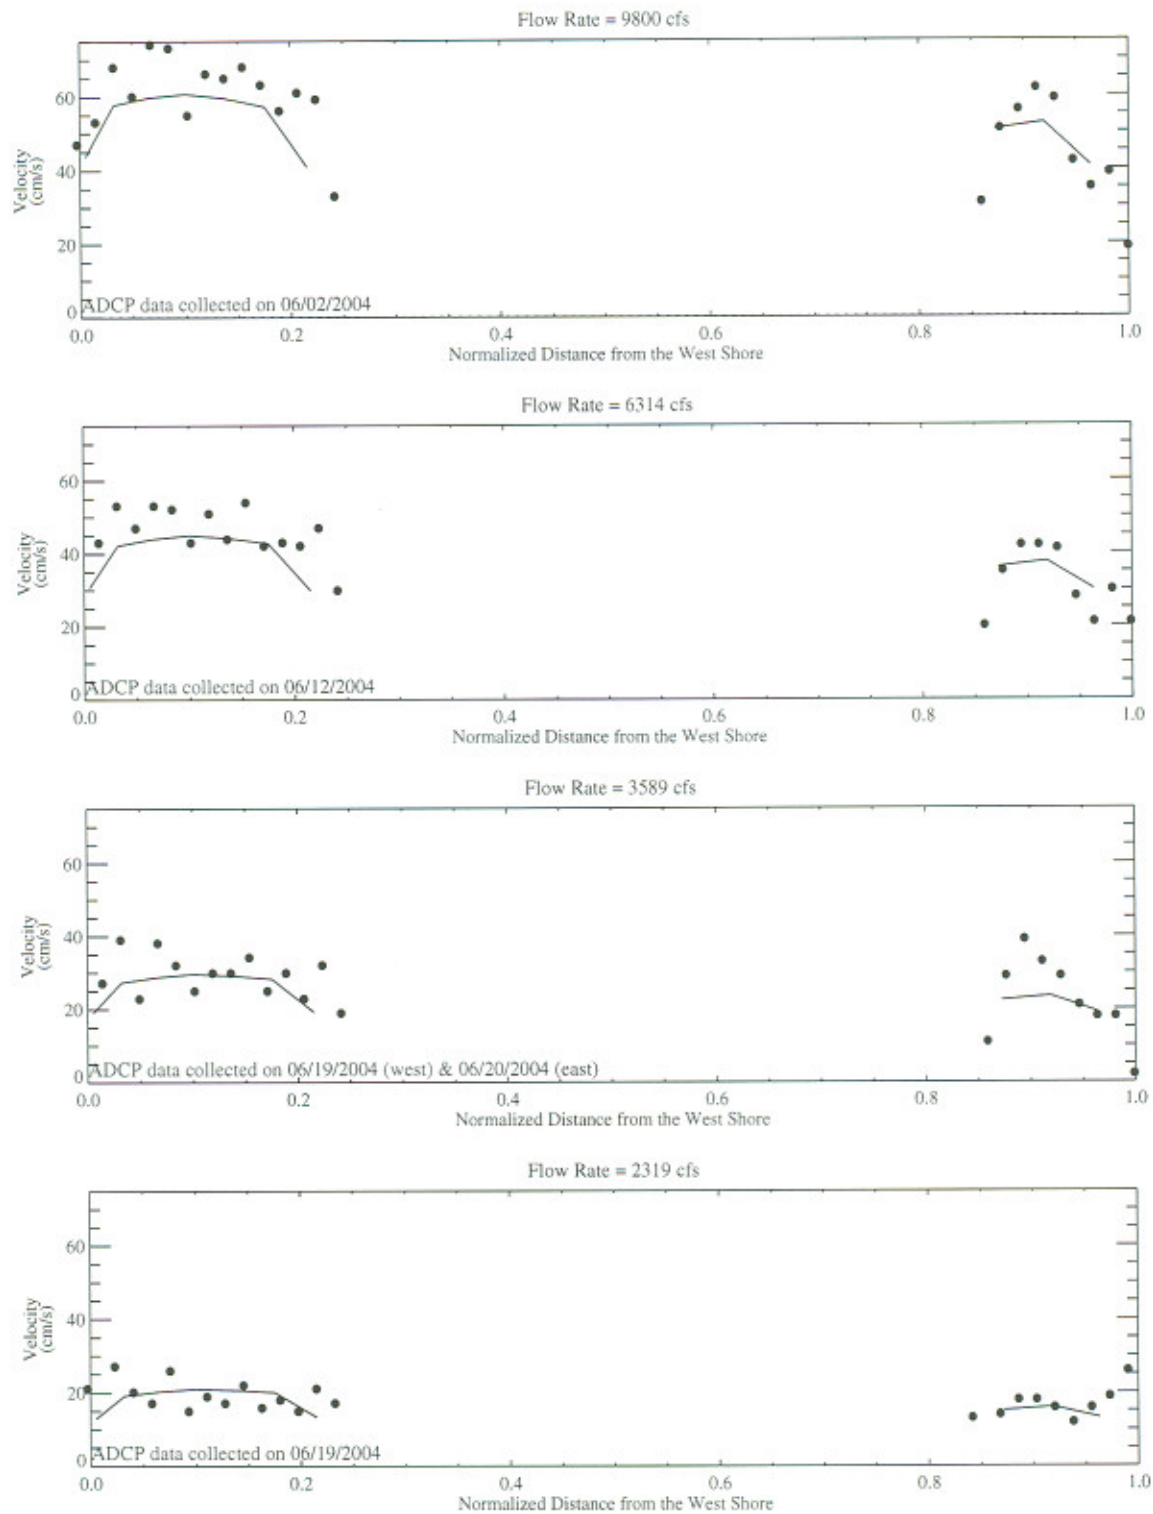 Flow Rate = 9800 cfs
60
40
20
0
Velocity
(cm/s)
ADCP data collected on 06/02/2004
0.0 0.2 0.4 0.6 0.8 1.0
Normalized Distance from the West Shore
Flow Rate = 6314 cfs
60
40
20
0
Velocity
(cm/s)
ADCP data collected on 06/12/2004
0.0 0.2 0.4 0.6 0.8 1.0
Normalized Distance from the West Shore
Flow Rate = 3589 cfs
60
40
20
0
Velocity
(cm/s)
ADCP data collected on 06/19/2004 (west) & 06/20/2004 (east)
0.0 0.2 0.4 0.6 0.8 1.0
Normalized Distance from the West Shore
Flow Rate = 2319 cfs
60
40
20
0
Velocity
(cm/s)
ADCP data collected on 06/19/2004
0.0 0.2 0.4 0.6 0.8 1.0
Normalized Distance from the West Shore